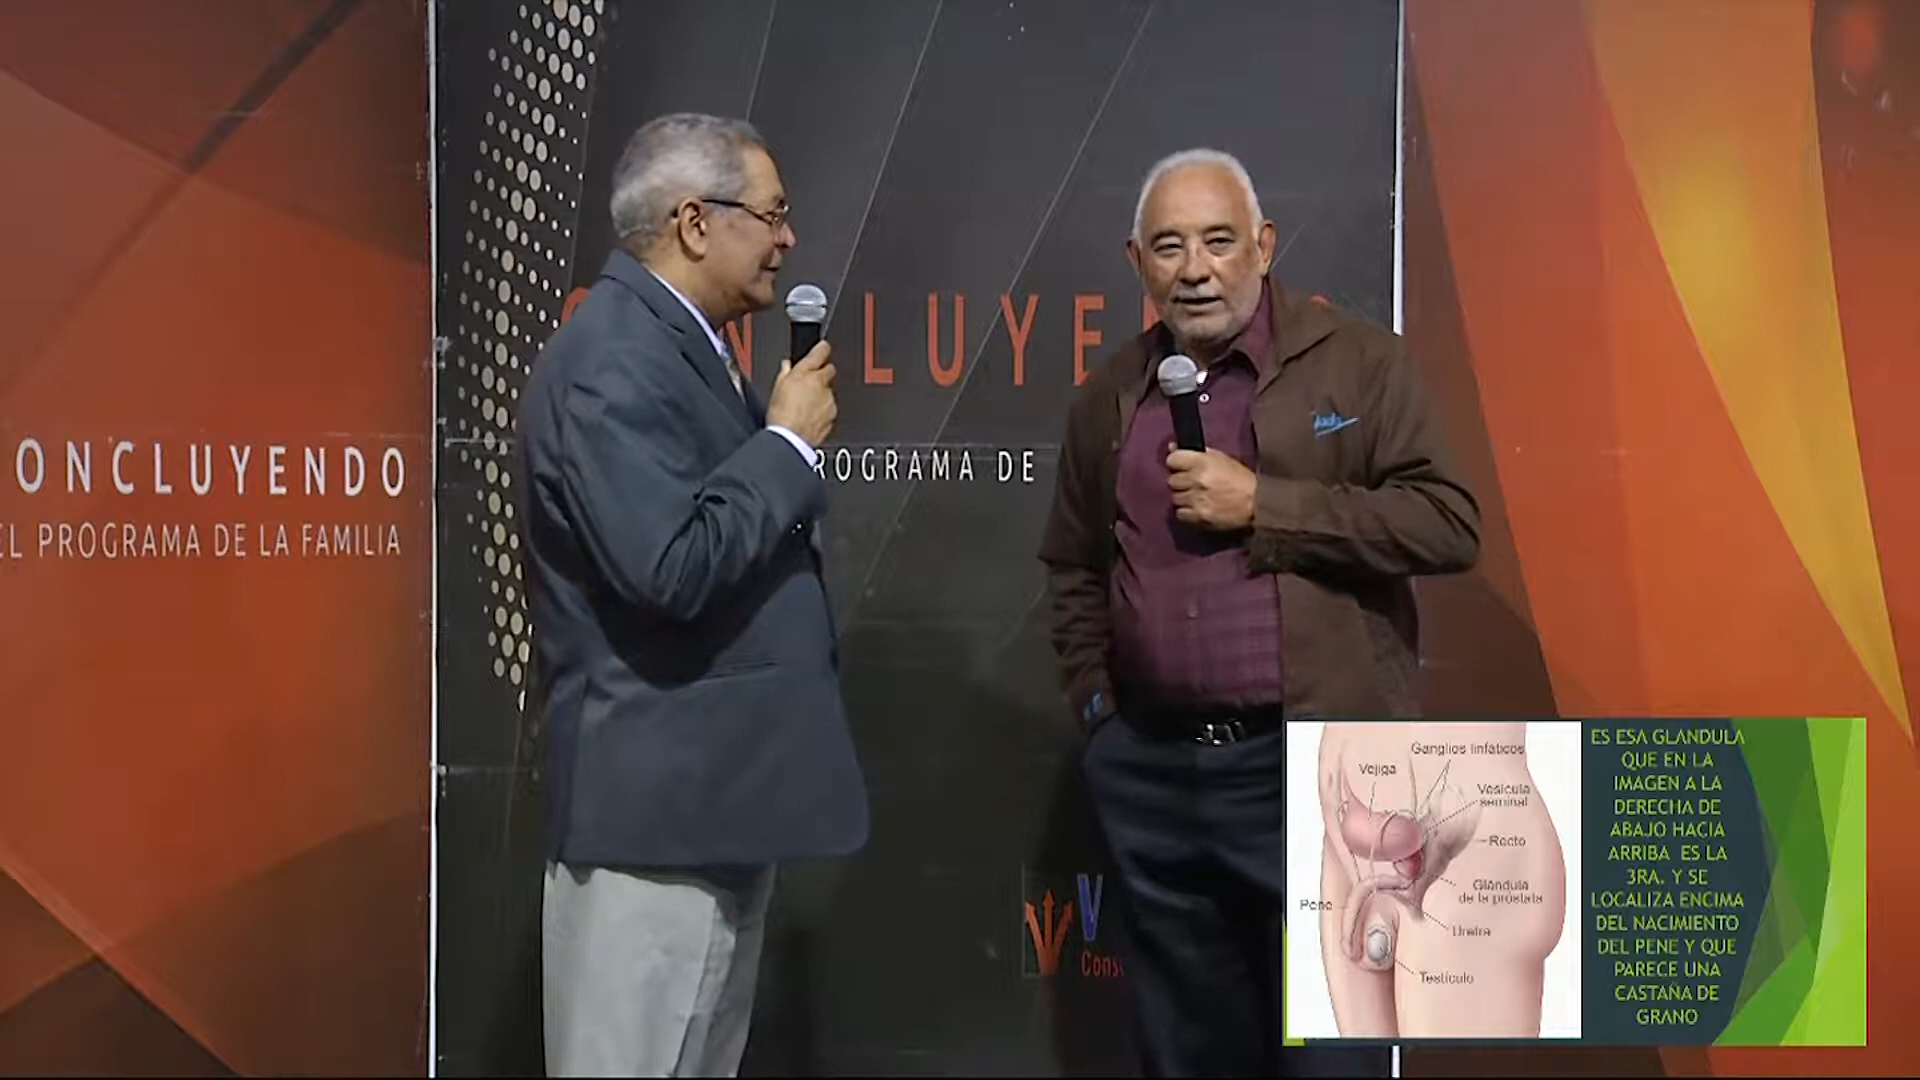 ONCLUYENDO
EL PROGRAMA DE LA FAMILIA
LUYE
PROGRAMA DE
V
Ganglios linfáticos
Vejiga
Vesícula
seminal
Recto
Glándula
de la próstata
Pene
Uretra
Testículo
ES ESA GLANDULA
QUE EN LA
IMAGEN A LA
DERECHA DE
ABAJO HACIA
ARRIBA ES LA
3RA. Y SE
LOCALIZA ENCIMA
DEL NACIMIENTO
DEL PENE Y QUE
PARECE UNA
CASTAÑA DE
GRANO